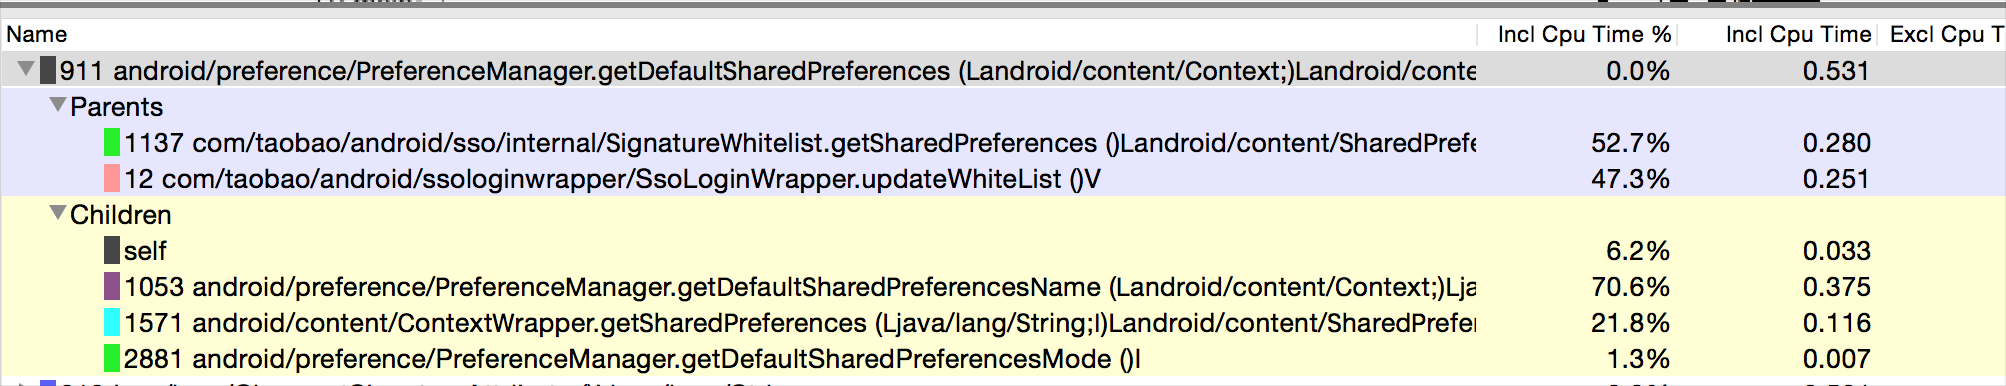 Name Incl Cpu Time % Incl Cpu Time Excl Cpu T
911 android/preference/PreferenceManager.getDefaultSharedPreferences (Landroid/content/Context;)Landroid/conte 0.0% 0.531
Parents
1137 com/taobao/android/sso/internal/SignatureWhitelist.getSharedPreferences ()Landroid/content/SharedPrefe 52.7% 0.280
12 com/taobao/android/ssologinwrapper/SsoLoginWrapper.updateWhiteList ()V 47.3% 0.251
Children
self 6.2% 0.033
1053 android/preference/PreferenceManager.getDefaultSharedPreferencesName (Landroid/content/Context;)Lja 70.6% 0.375
1571 android/content/ContextWrapper.getSharedPreferences (Ljava/lang/String;I)Landroid/content/SharedPrefer 21.8% 0.116
2881 android/preference/PreferenceManager.getDefaultSharedPreferencesMode ()I 1.3% 0.007